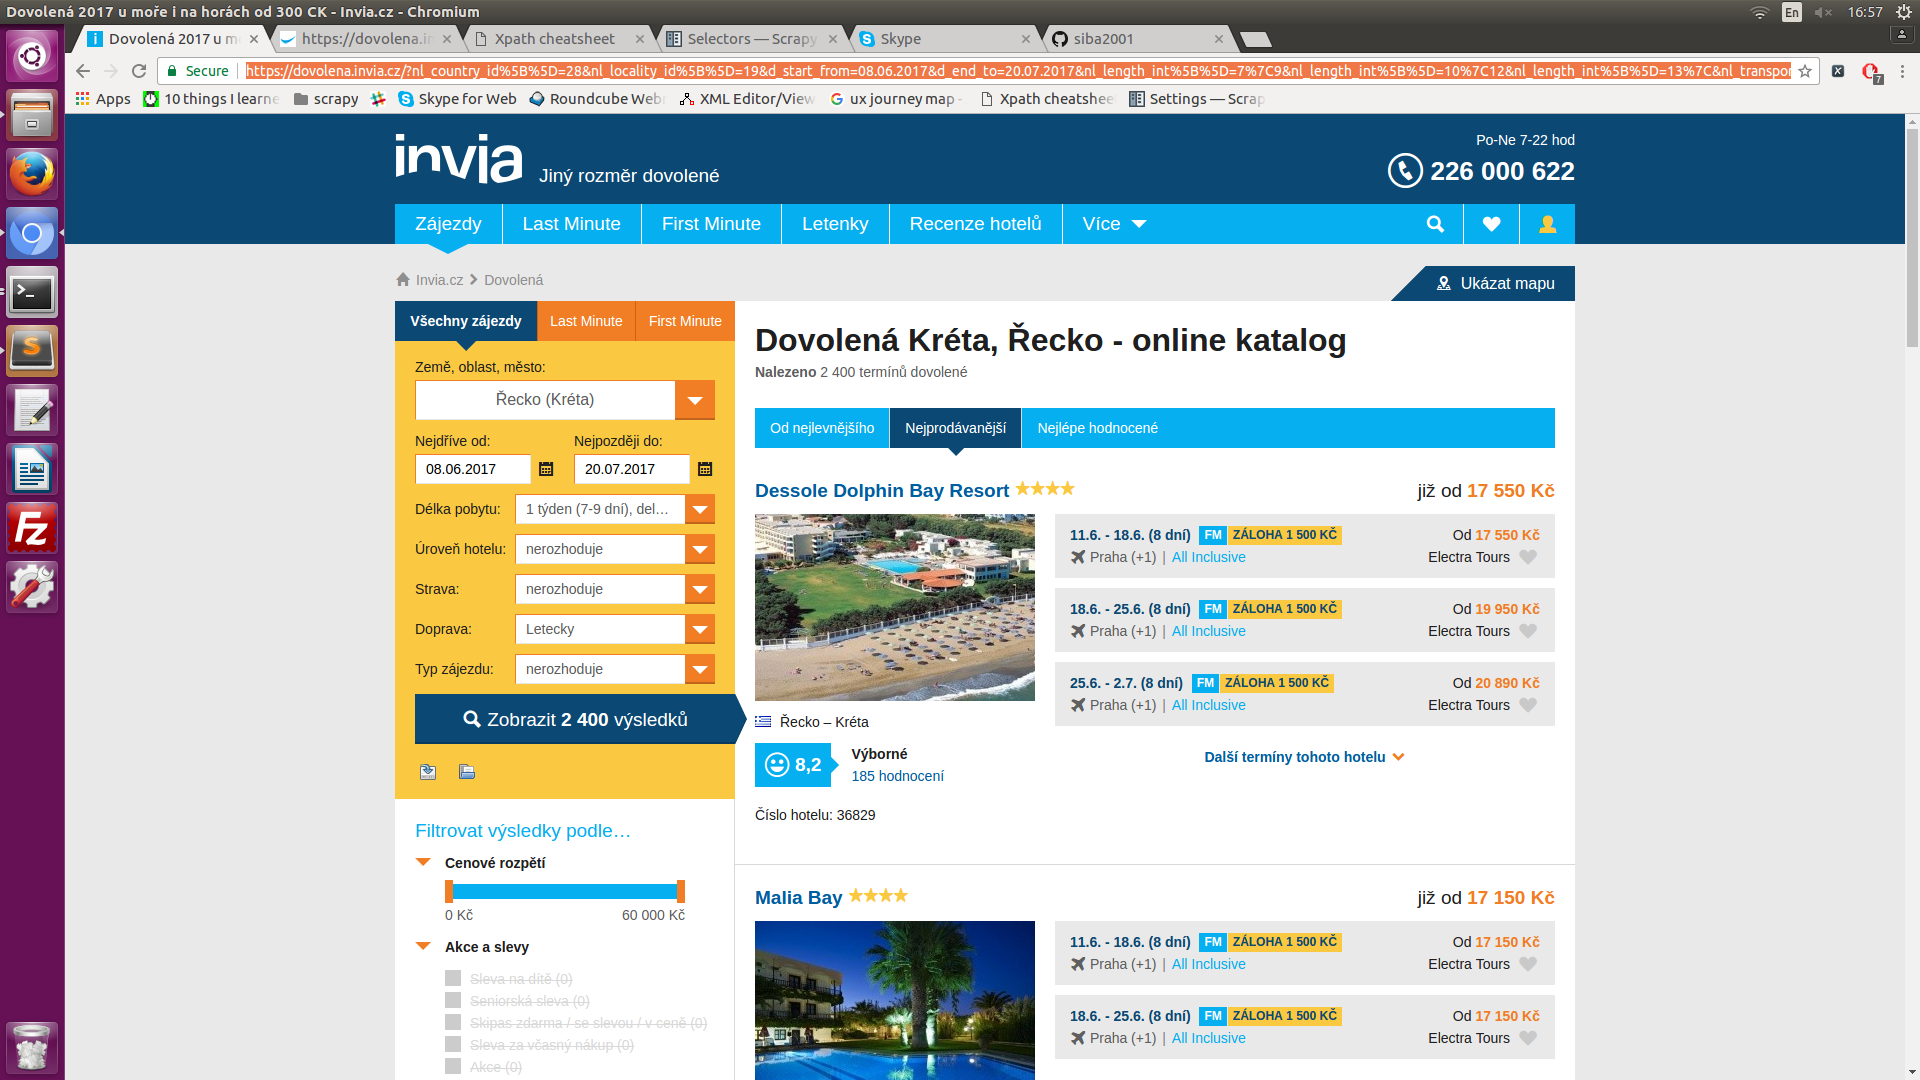 Dovolená 2017 u moře i na horách od 300 CK - Invia.cz - Chromium
En 16:57
Dovolená 2017 u m
https://dovolena.in
Xpath cheatsheet
Selectors — Scrapy
Skype
siba2001
Secure https://dovolena.invia.cz/?nl_country_id%5B%5D=28&nl_locality_id%5B%5D=19&d_start_from=08.06.2017&d_end_to=20.07.2017&nl_length_int%5B%5D=7%7C9&nl_length_int%5B%5D=10%7C12&nl_length_int%5B%5D=13%7C&nl_transpor
7
Apps 10 things I learne scrapy Skype for Web Roundcube Web XML Editor/View ux journey map - Xpath cheatshee Settings — Scrap
invia Jiný rozměr dovolené
Po-Ne 7-22 hod
226 000 622
Zájezdy Last Minute First Minute Letenky Recenze hotelů Více
Invia.cz Dovolená
Ukázat mapu
Všechny zájezdy Last Minute First Minute
Země, oblast, město:
Řecko (Kréta)
Nejdříve od: Nejpozději do:
08.06.2017 20.07.2017
Délka pobytu: 1 týden (7-9 dní), del…
Úroveň hotelu: nerozhoduje
Strava: nerozhoduje
Doprava: Letecky
Typ zájezdu: nerozhoduje
Zobrazit 2 400 výsledků
Filtrovat výsledky podle…
Cenové rozpětí
0 Kč 60 000 Kč
Akce a slevy
Sleva na dítě (0)
Seniorská sleva (0)
Skipas zdarma / se slevou / v ceně (0)
Sleva za včasný nákup (0)
Akce (0)
Dovolená Kréta, Řecko - online katalog
Nalezeno 2 400 termínů dovolené
Od nejlevnějšího Nejprodávanější Nejlépe hodnocené
Dessole Dolphin Bay Resort již od 17 550 Kč
11.6. - 18.6. (8 dní) FM ZÁLOHA 1 500 KČ Od 17 550 Kč
Praha (+1) | All Inclusive Electra Tours
18.6. - 25.6. (8 dní) FM ZÁLOHA 1 500 KČ Od 19 950 Kč
Praha (+1) | All Inclusive Electra Tours
25.6. - 2.7. (8 dní) FM ZÁLOHA 1 500 KČ Od 20 890 Kč
Praha (+1) | All Inclusive Electra Tours
Řecko – Kréta
8,2 Výborné
185 hodnocení
Další termíny tohoto hotelu
Číslo hotelu: 36829
Malia Bay již od 17 150 Kč
11.6. - 18.6. (8 dní) FM ZÁLOHA 1 500 KČ Od 17 150 Kč
Praha (+1) | All Inclusive Electra Tours
18.6. - 25.6. (8 dní) FM ZÁLOHA 1 500 KČ Od 17 150 Kč
Praha (+1) | All Inclusive Electra Tours